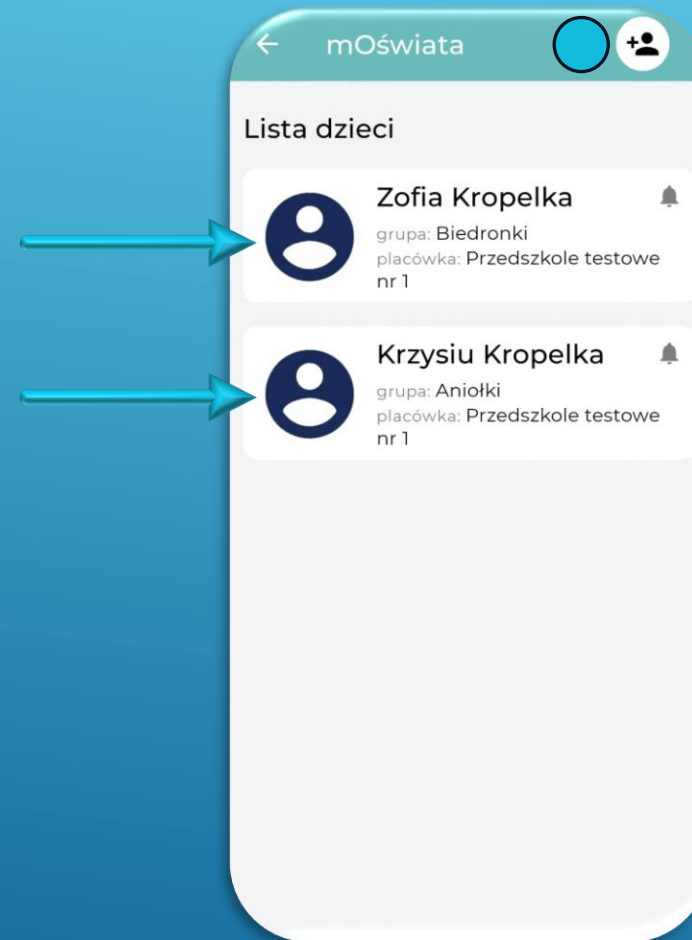 mOświata
Lista dzieci
Zofia Kropelka
grupa: Biedronki
placówka: Przedszkole testowe
nr 1
Krzysiu Kropelka
grupa: Aniołki
placówka: Przedszkole testowe
nr 1